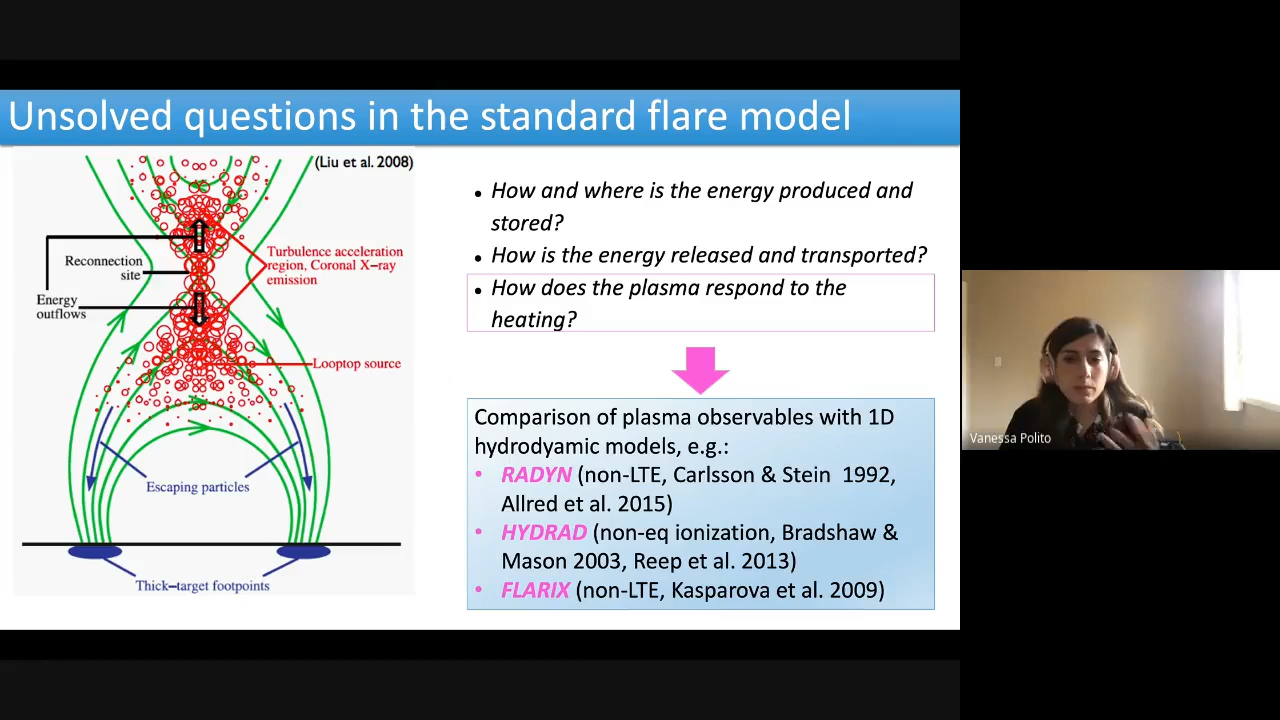 Unsolved questions in the standard flare model
(Liu et al. 2008)
Turbulence acceleration
region, Coronal X-ray
emission
Reconnection
site
Energy
outflows
Looptop source
Escaping particles
Thick-target footpoints
• How and where is the energy produced and
stored?
• How is the energy released and transported?
• How does the plasma respond to the
heating?
Comparison of plasma observables with 1D
hydrodyamic models, e.g.:
• RADYN (non-LTE, Carlsson & Stein 1992,
Allred et al. 2015)
• HYDRAD (non-eq ionization, Bradshaw &
Mason 2003, Reep et al. 2013)
• FLARIX (non-LTE, Kasparova et al. 2009)
Vanessa Polito